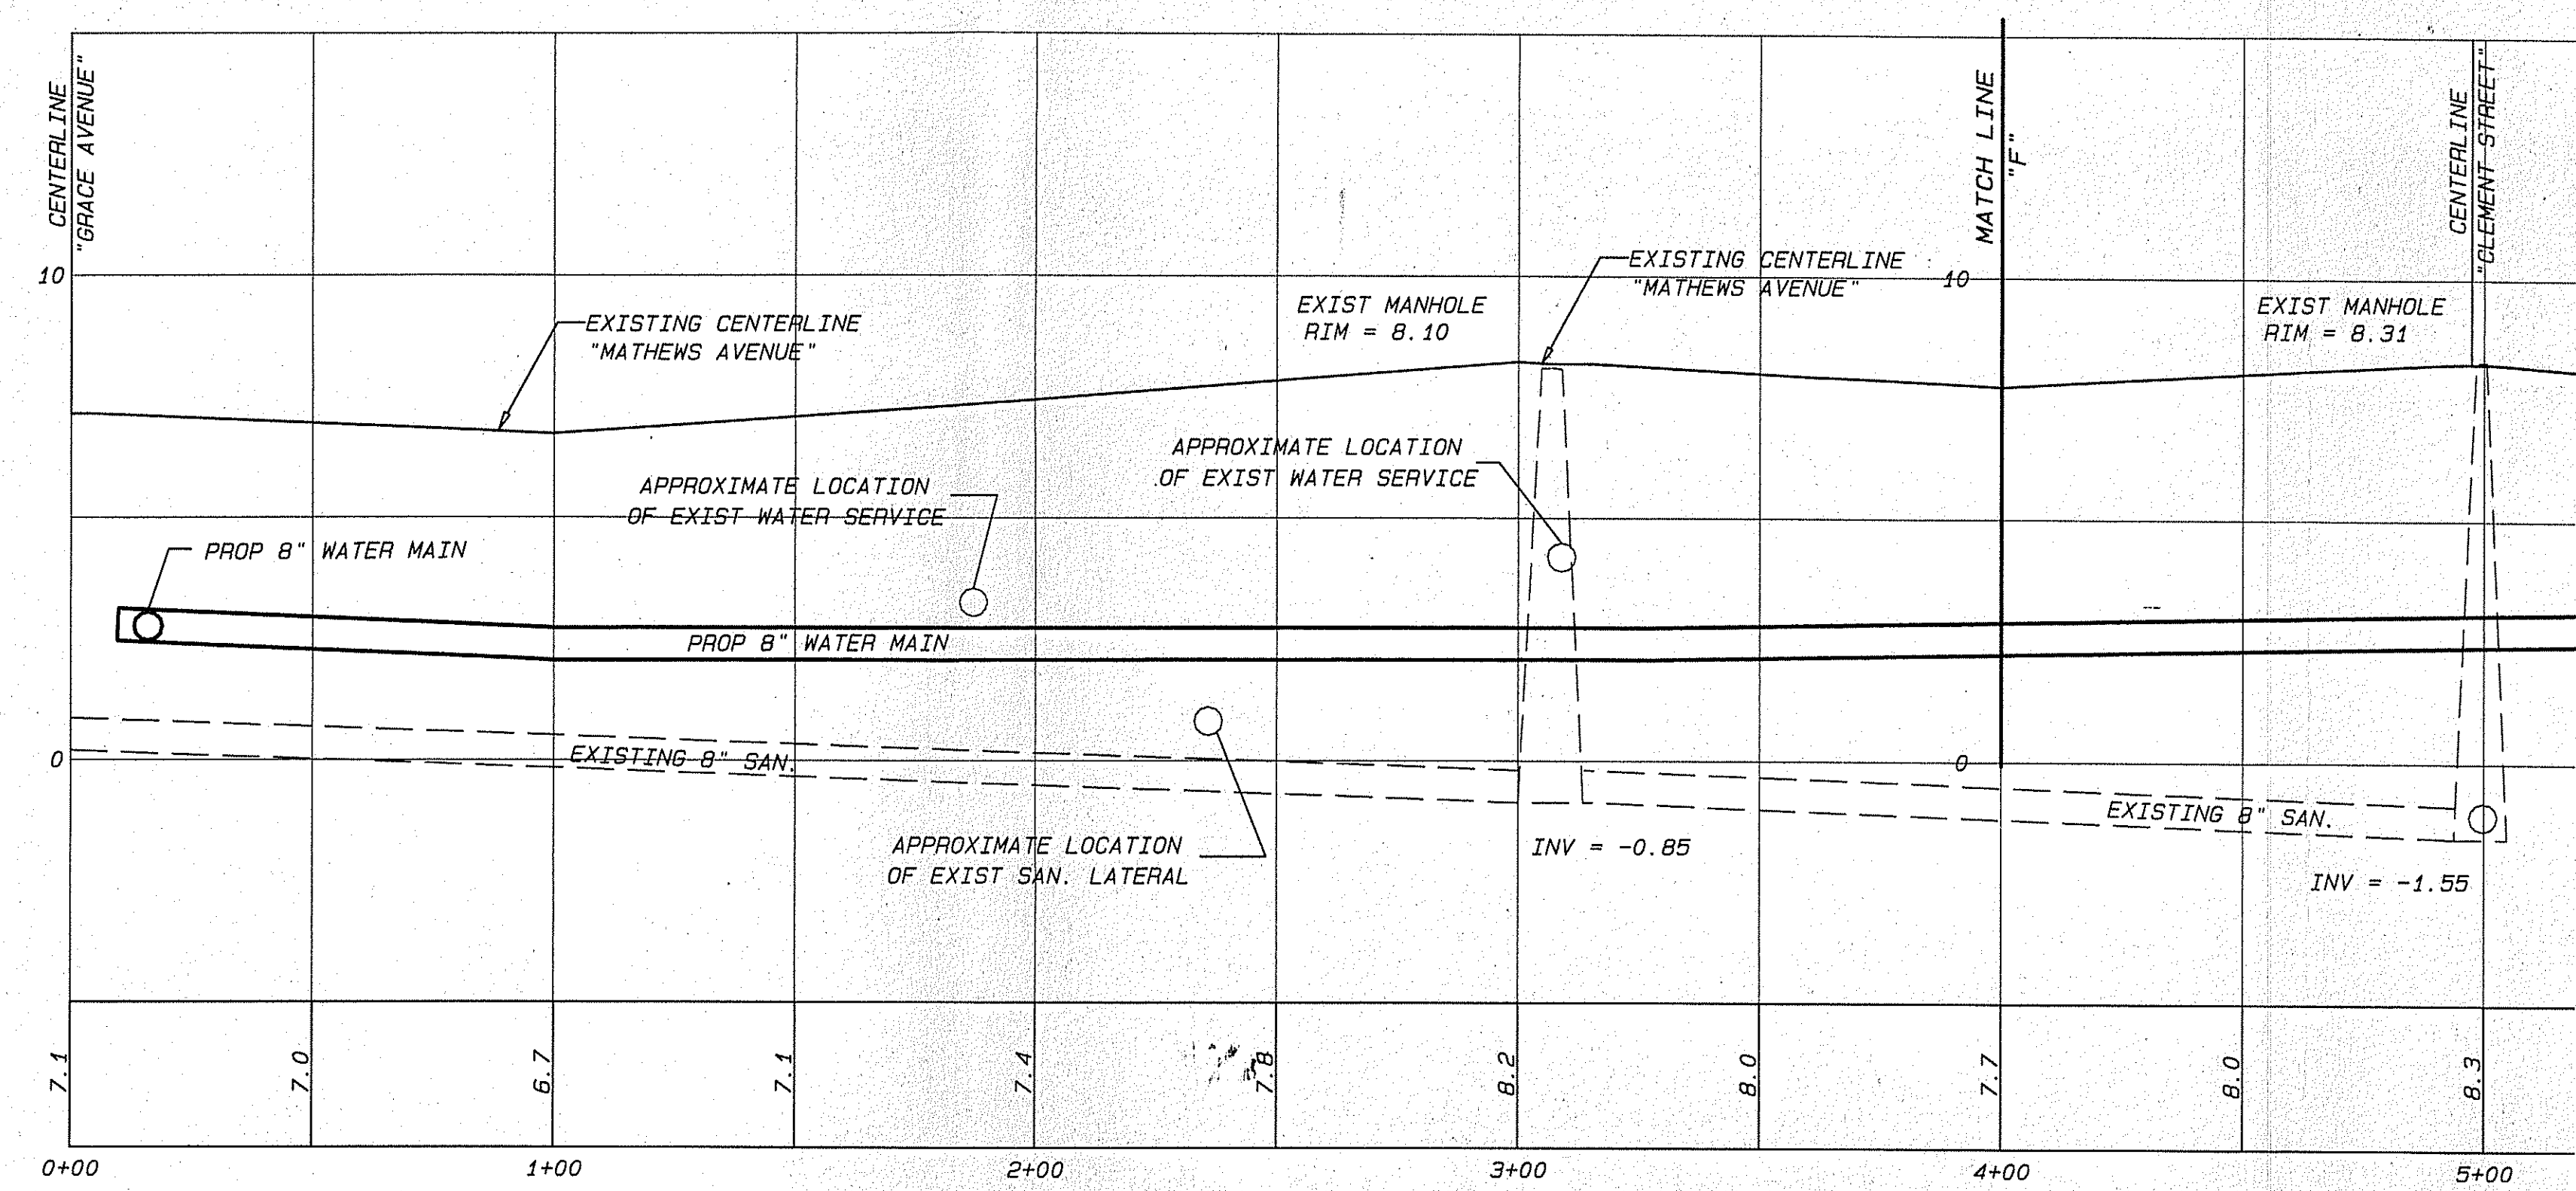 CENTERLINE
"GRACE AVENUE"
MATCH LINE
"F"
CENTERLINE
"CLEMENT STREET"
10
EXISTING CENTERLINE
"MATHEWS AVENUE"
10
EXIST MANHOLE
RIM = 8.10
EXIST MANHOLE
RIM = 8.31
EXISTING CENTERLINE
"MATHEWS AVENUE"
APPROXIMATE LOCATION
OF EXIST WATER SERVICE
APPROXIMATE LOCATION
OF EXIST WATER SERVICE
PROP 8" WATER MAIN
PROP 8" WATER MAIN
0
EXISTING 8" SAN.
0
EXISTING 8" SAN.
APPROXIMATE LOCATION
OF EXIST SAN. LATERAL
INV = -0.85
INV = -1.55
7.1
7.0
6.7
7.1
7.4
7.8
8.2
8.0
7.7
8.0
8.3
0+00
1+00
2+00
3+00
4+00
5+00